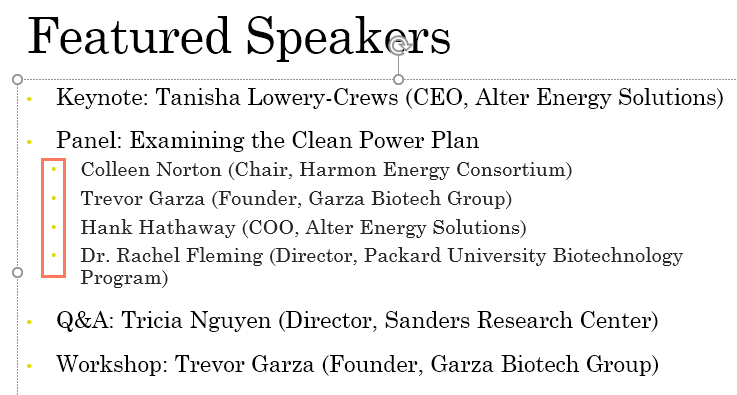 Featured Speakers
• Keynote: Tanisha Lowery-Crews (CEO, Alter Energy Solutions)
• Panel: Examining the Clean Power Plan
• Colleen Norton (Chair, Harmon Energy Consortium)
• Trevor Garza (Founder, Garza Biotech Group)
• Hank Hathaway (COO, Alter Energy Solutions)
• Dr. Rachel Fleming (Director, Packard University Biotechnology
Program)
• Q&A: Tricia Nguyen (Director, Sanders Research Center)
• Workshop: Trevor Garza (Founder, Garza Biotech Group)